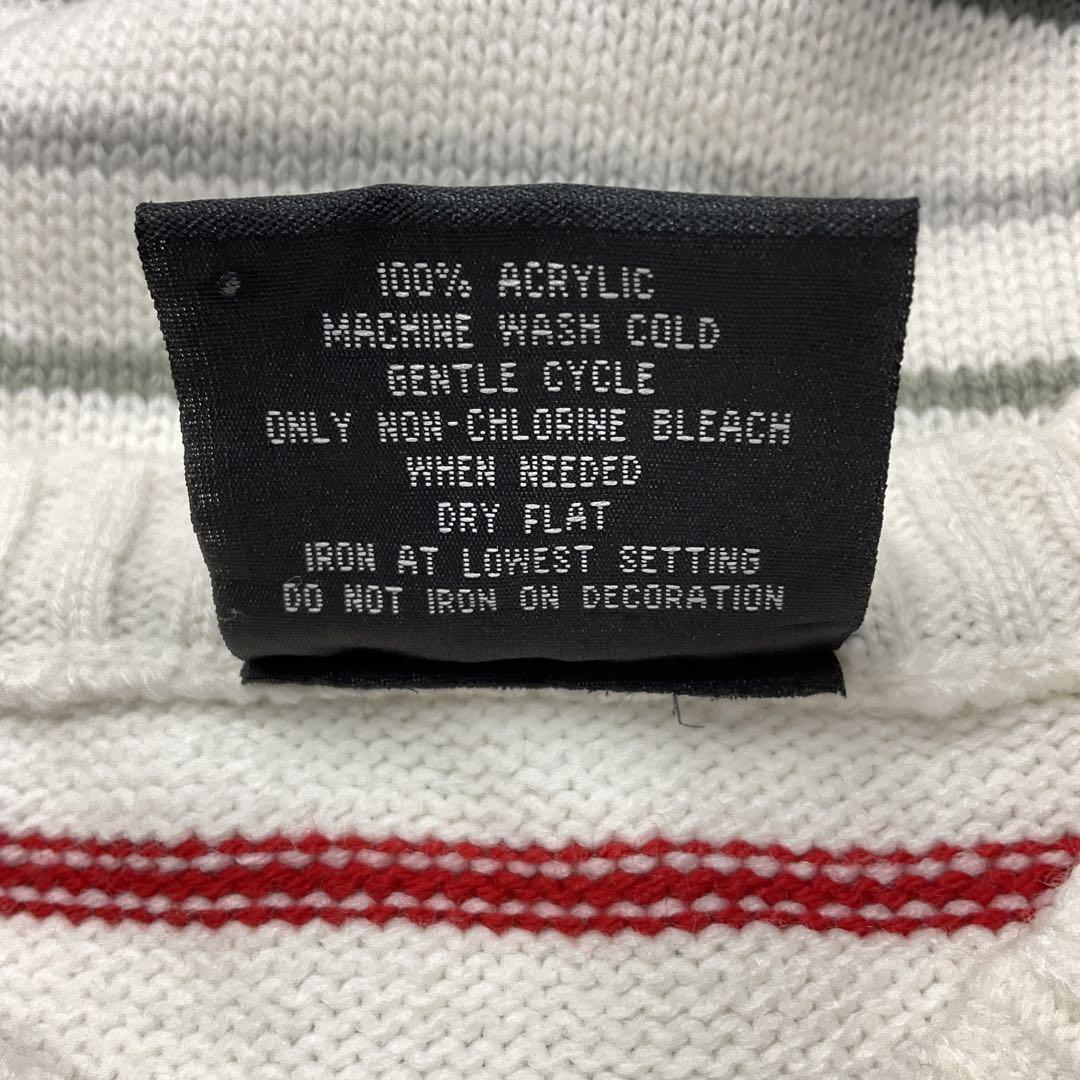 100% ACRYLIC
MACHINE WASH COLD
GENTLE CYCLE
ONLY NON-CHLORINE BLEACH
WHEN NEEDED
DRY FLAT
IRON AT LOWEST SETTING
DO NOT IRON ON DECORATION